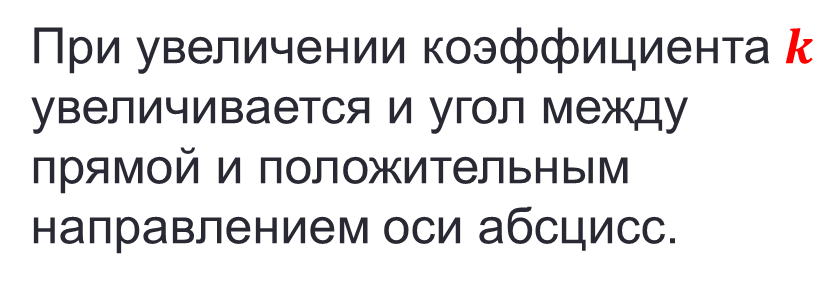 При увеличении коэффициента k
увеличивается и угол между
прямой и положительным
направлением оси абсцисс.